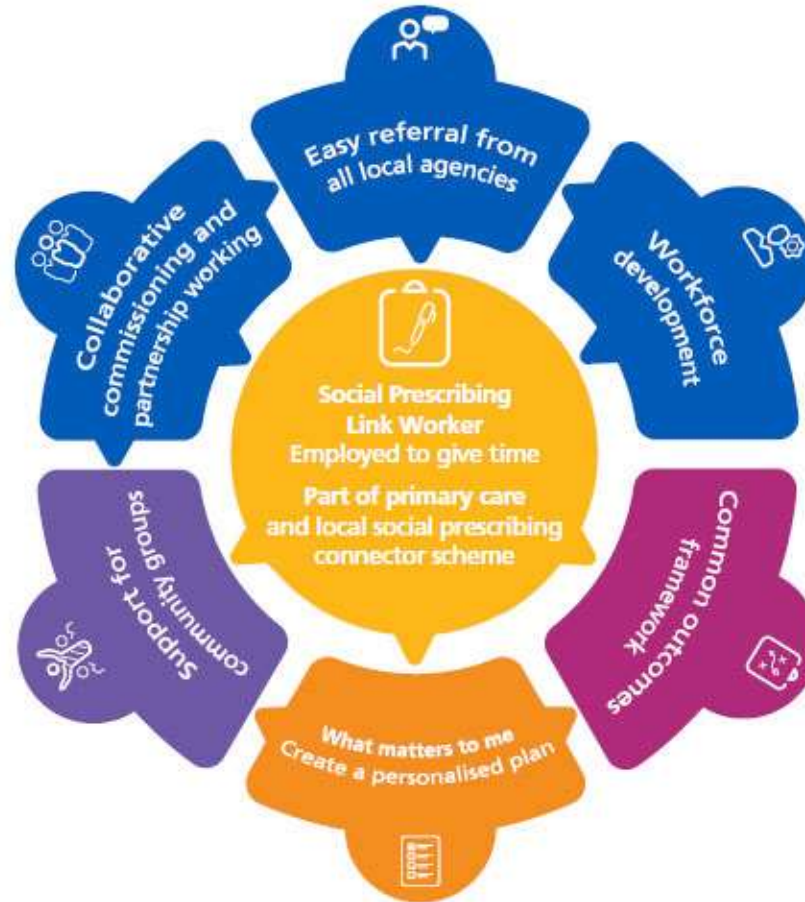 Easy referral from
all local agencies
Workforce
development
Common outcomes
framework
What matters to me
Create a personalised plan
Support for
community groups
Collaborative
commissioning and
partnership working
Social Prescribing
Link Worker
Employed to give time
Part of primary care
and local social prescribing
connector scheme